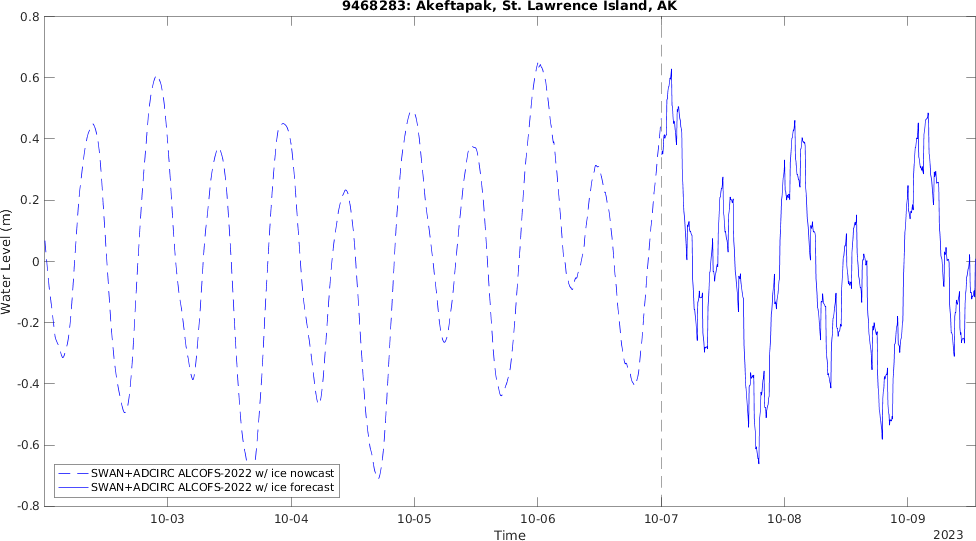 9468283: Akeftapak, St. Lawrence Island, AK
0.8
0.6
0.4
0.2
0
-0.2
-0.4
-0.6
-0.8
Water Level (m)
SWAN+ADCIRC ALCOFS-2022 w/ ice nowcast
SWAN+ADCIRC ALCOFS-2022 w/ ice forecast
10-03 10-04 10-05 10-06 10-07 10-08 10-09
Time
2023